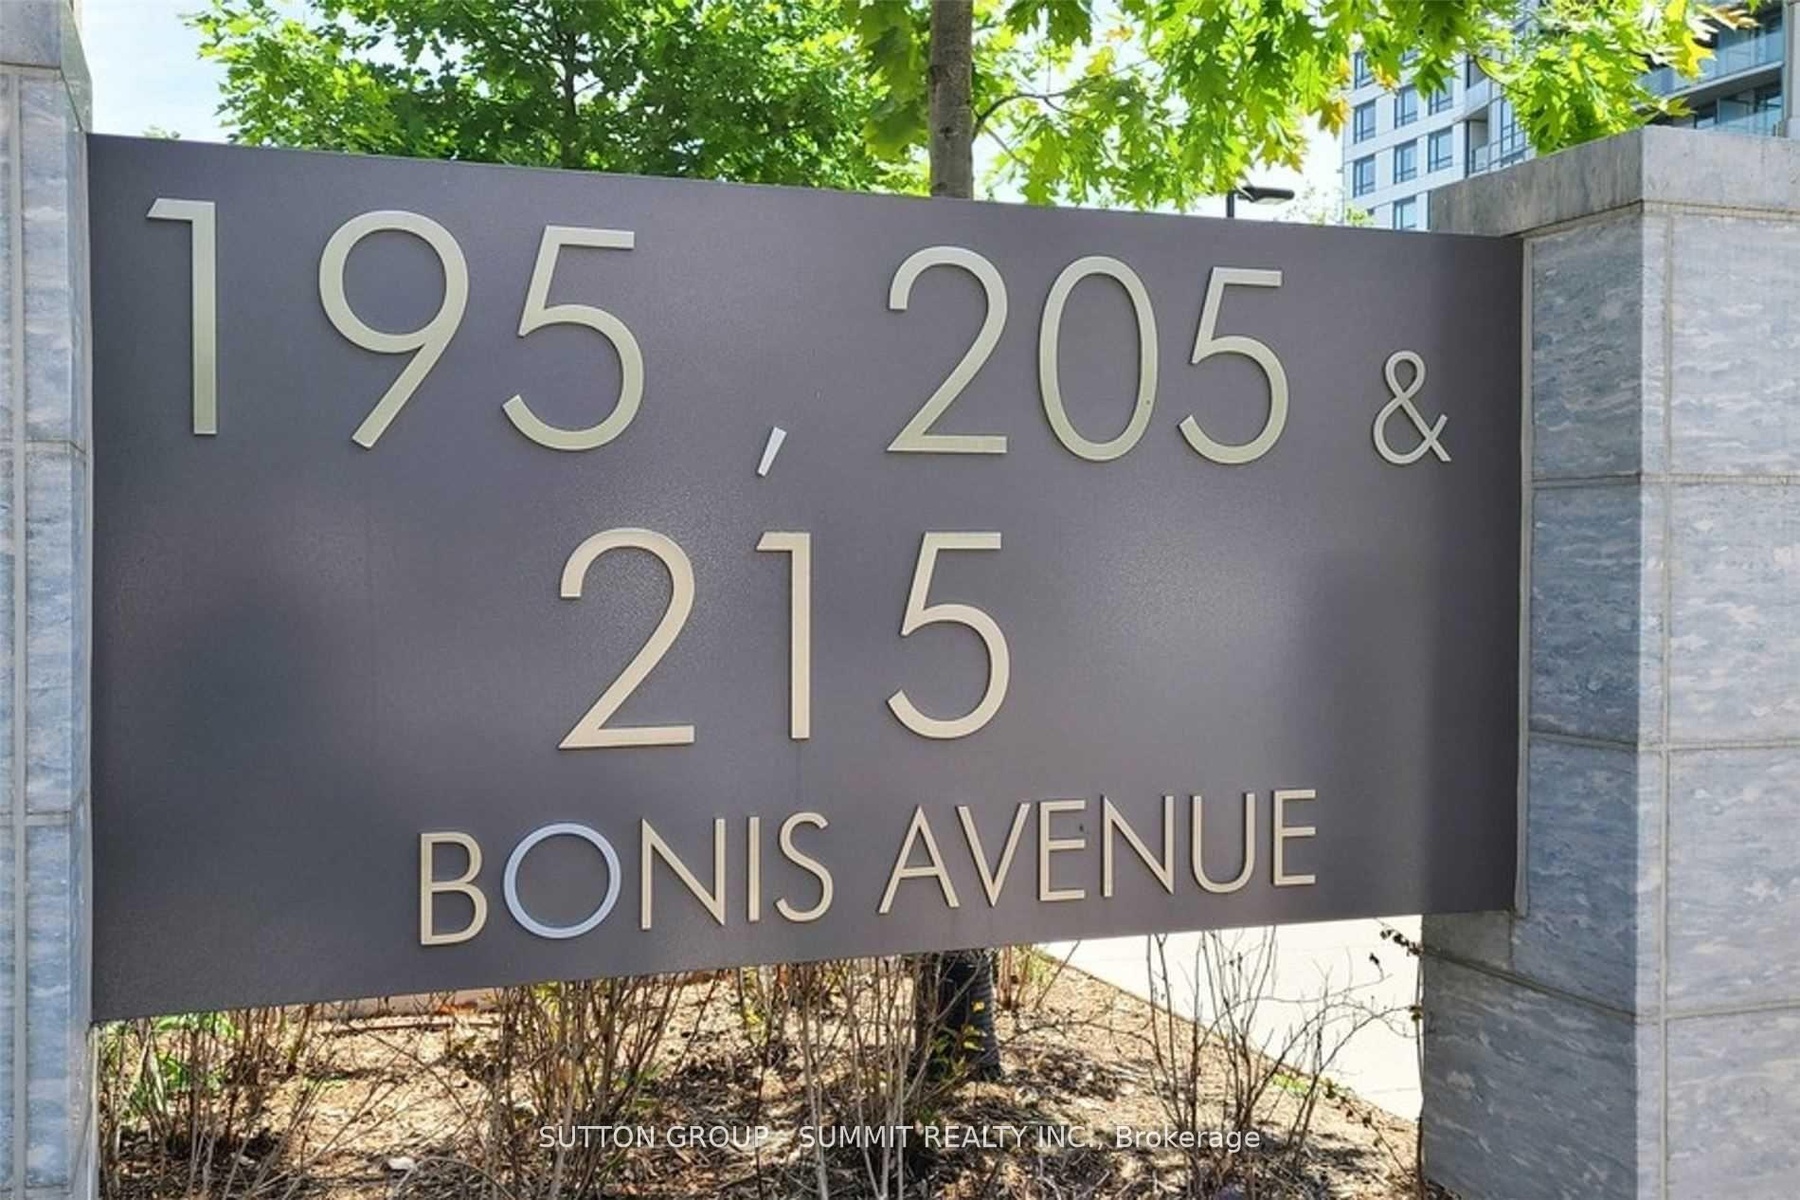 195 , 205 &
215
BONIS AVENUE
SUTTON GROUP - SUMMIT REALTY INC., Brokerage